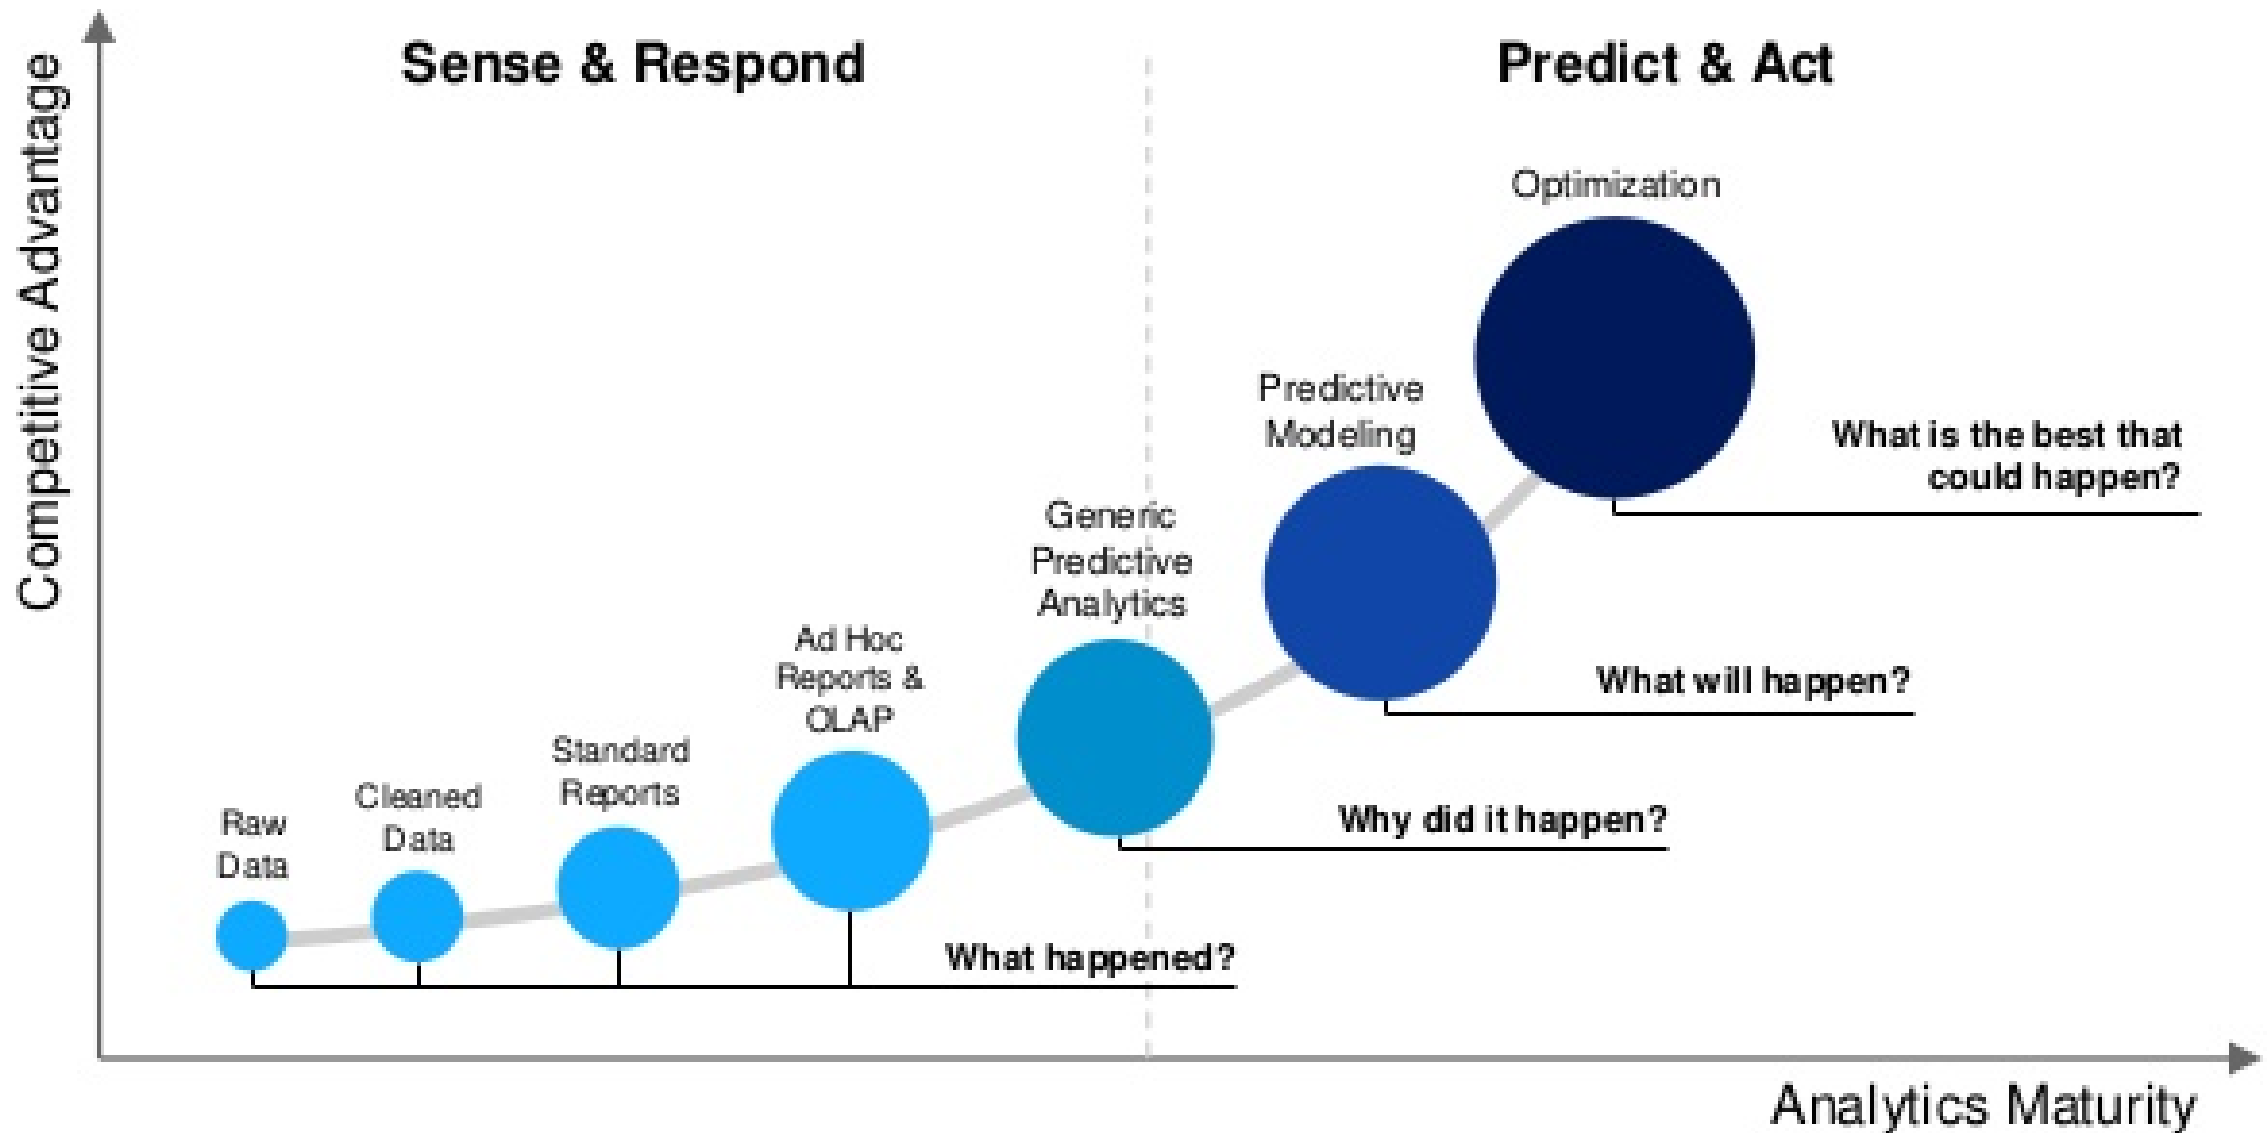 Sense & Respond
Predict & Act
Competitive Advantage
Optimization
Predictive
Modeling
What is the best that
could happen?
Generic
Predictive
Analytics
What will happen?
Ad Hoc
Reports &
OLAP
Why did it happen?
Standard
Reports
Cleaned
Data
Raw
Data
What happened?
Analytics Maturity